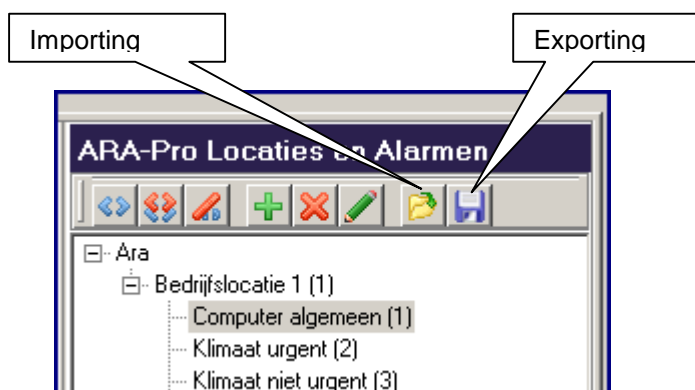 Importing
Exporting
ARA-Pro Locaties en Alarmen
Ara
Bedrijfslocatie 1 (1)
Computer algemeen (1)
Klimaat urgent (2)
Klimaat niet urgent (3)